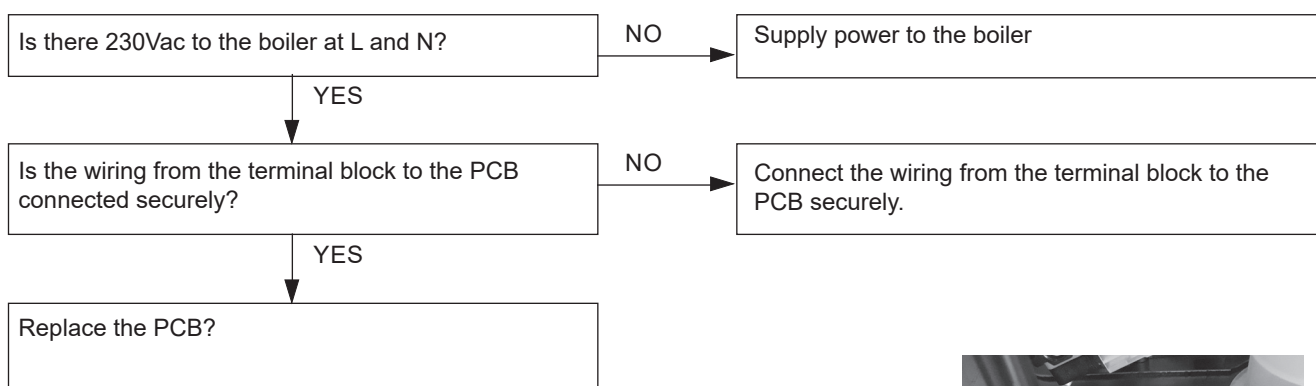 Is there 230Vac to the boiler at L and N?
NO
Supply power to the boiler
YES
Is the wiring from the terminal block to the PCB
connected securely?
NO
Connect the wiring from the terminal block to the
PCB securely.
YES
Replace the PCB?